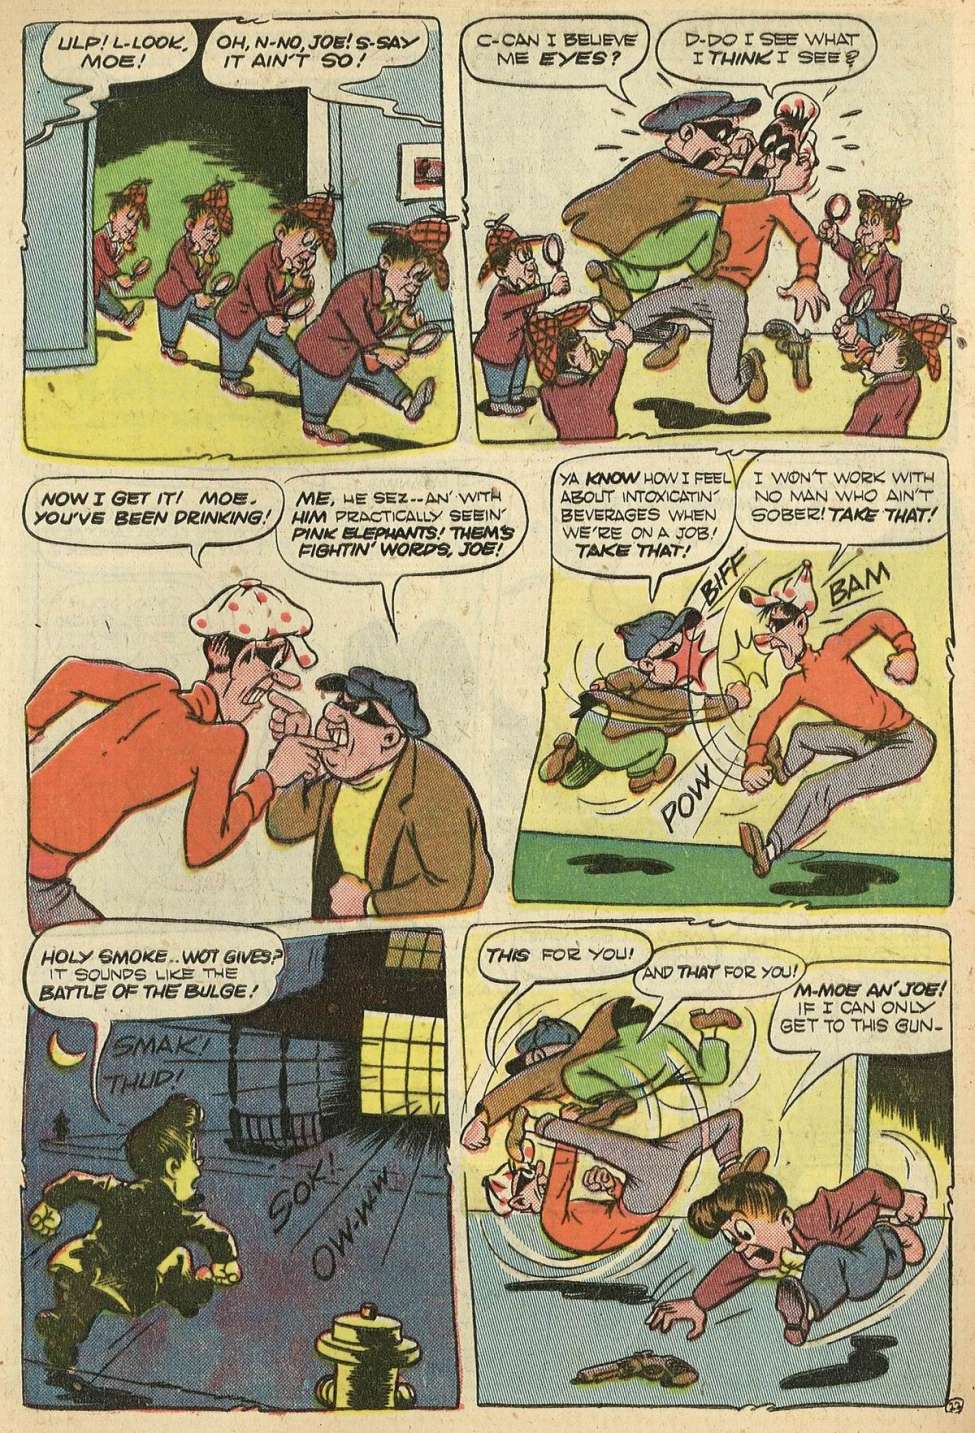 ULP! L-LOOK,
MOE!
OH, N-NO, JOE! S-SAY
IT AIN'T SO!
C-CAN I BELIEVE
ME EYES?
D-DO I SEE WHAT
I THINK I SEE?
NOW I GET IT! MOE-
YOU'VE BEEN DRINKING!
ME, HE SEZ--AN' WITH
HIM PRACTICALLY SEEIN'
PINK ELEPHANTS! THEM'S
FIGHTIN' WORDS, JOE!
YA KNOW HOW I FEEL
ABOUT INTOXICATIN'
BEVERAGES WHEN
WE'RE ON A JOB!
TAKE THAT!
I WON'T WORK WITH
NO MAN WHO AIN'T
SOBER! TAKE THAT!
BIFF
BAM
POW
HOLY SMOKE..WOT GIVES?
IT SOUNDS LIKE THE
BATTLE OF THE BULGE!
SMAK!
THUD!
SOK!
OW-WWW
THIS FOR YOU!
AND THAT FOR YOU!
M-MOE AN' JOE!
IF I CAN ONLY
GET TO THIS GUN-